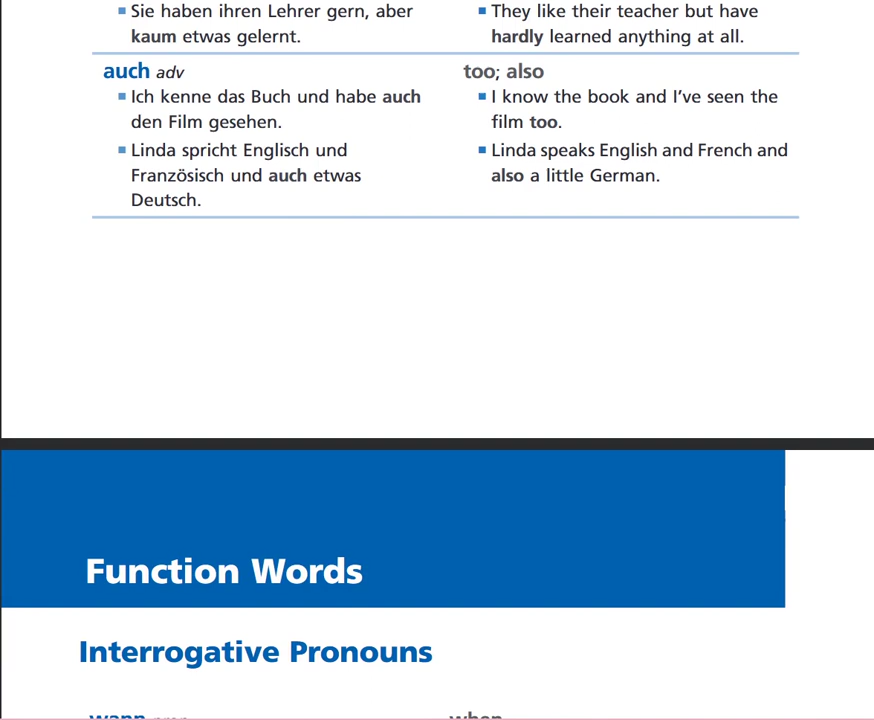 ▪ Sie haben ihren Lehrer gern, aber
kaum etwas gelernt.
▪ They like their teacher but have
hardly learned anything at all.
auch adv
too; also
▪ Ich kenne das Buch und habe auch
den Film gesehen.
▪ I know the book and I've seen the
film too.
▪ Linda spricht Englisch und
Französisch und auch etwas
Deutsch.
▪ Linda speaks English and French and
also a little German.
Function Words
Interrogative Pronouns
wann
when